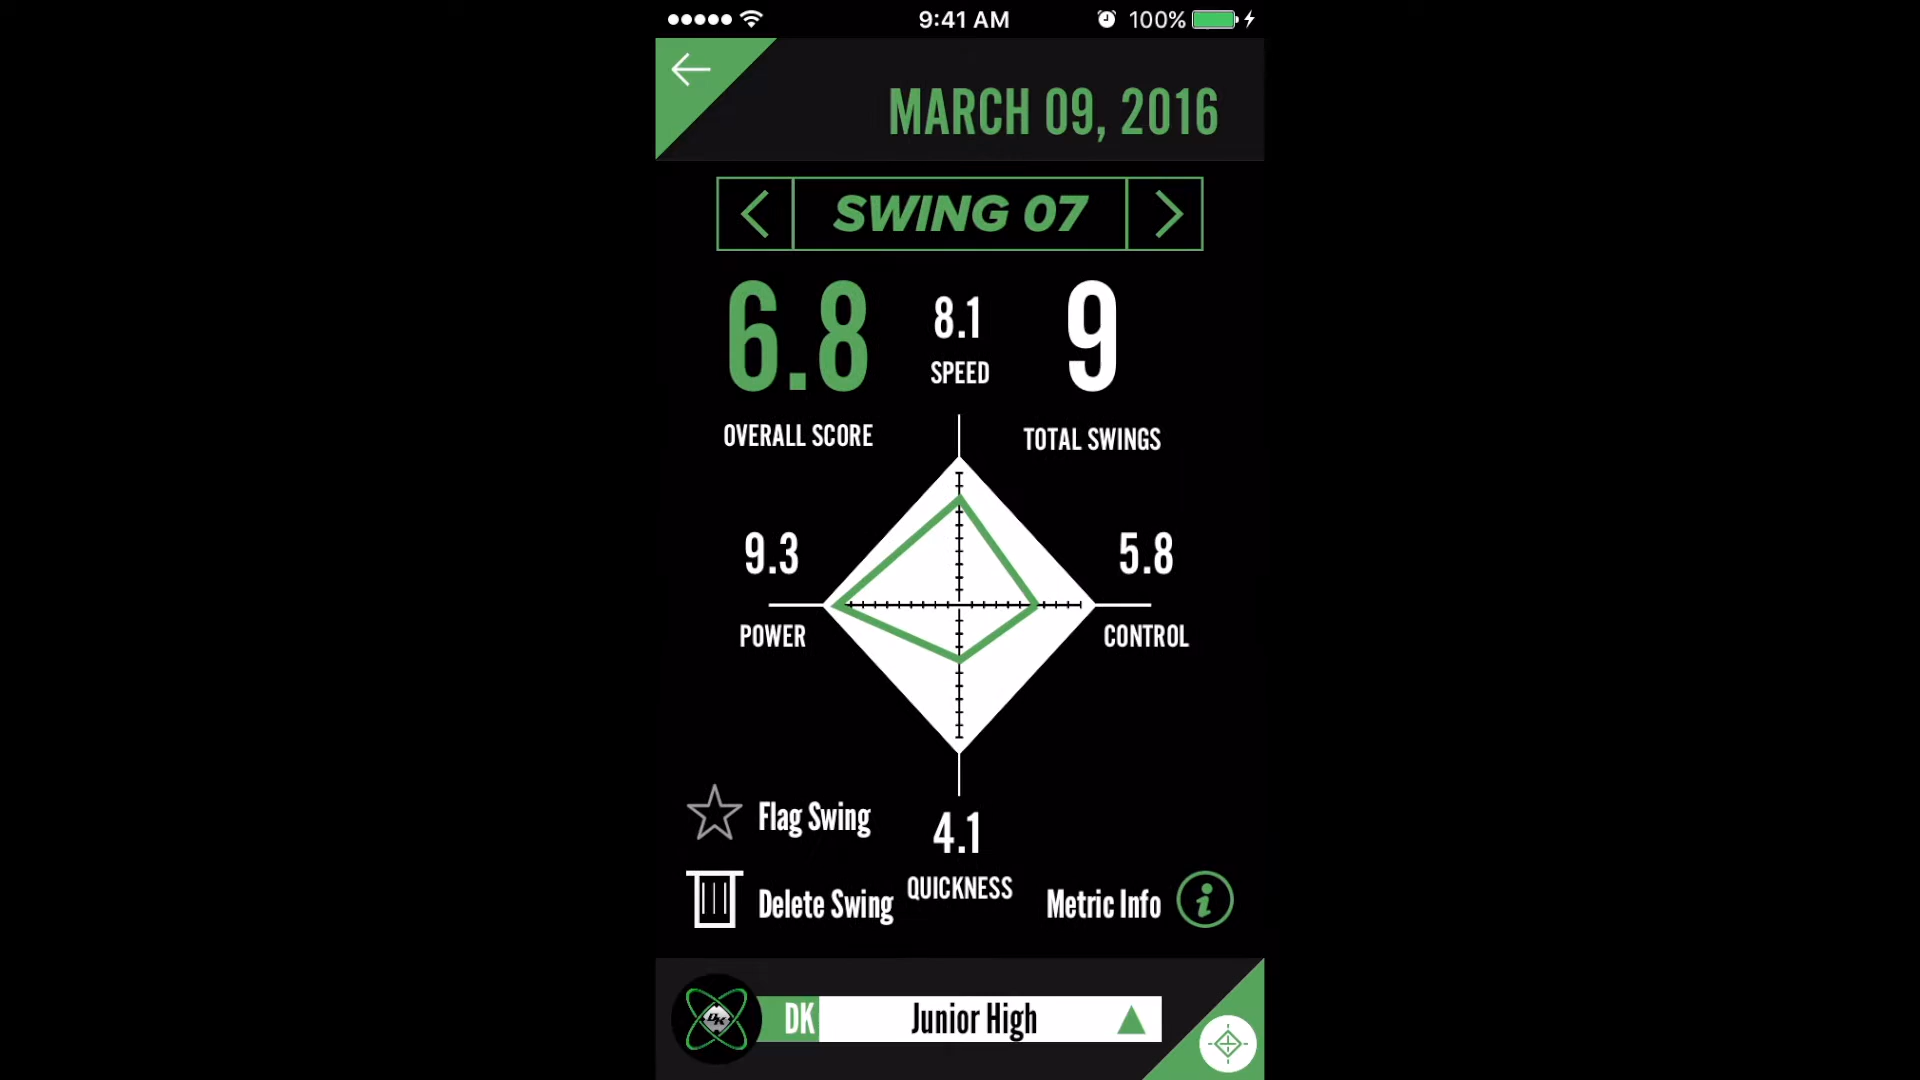 9:41 AM
100%
MARCH 09, 2016
SWING 07
6.8
OVERALL SCORE
8.1
SPEED
9
TOTAL SWINGS
9.3
POWER
5.8
CONTROL
Flag Swing
4.1
QUICKNESS
Delete Swing
Metric Info
i
DK
DK
Junior High